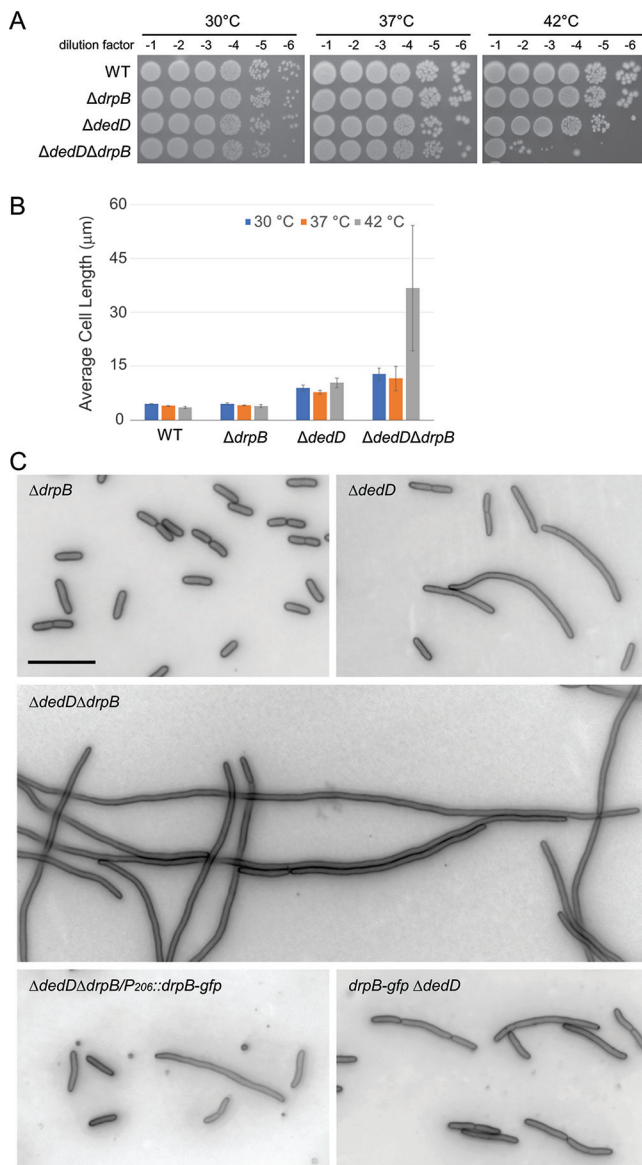 A
30°C 37°C 42°C
dilution factor -1 -2 -3 -4 -5 -6 -1 -2 -3 -4 -5 -6 -1 -2 -3 -4 -5 -6
WT
ΔdrpB
ΔdedD
ΔdedDΔdrpB
B
60
45
30
15
0
Average Cell Length (μm)
30 °C 37 °C 42 °C
WT ΔdrpB ΔdedD ΔdedDΔdrpB
C
ΔdrpB ΔdedD
ΔdedDΔdrpB
ΔdedDΔdrpB/P₂₀₆::drpB-gfp drpB-gfp ΔdedD